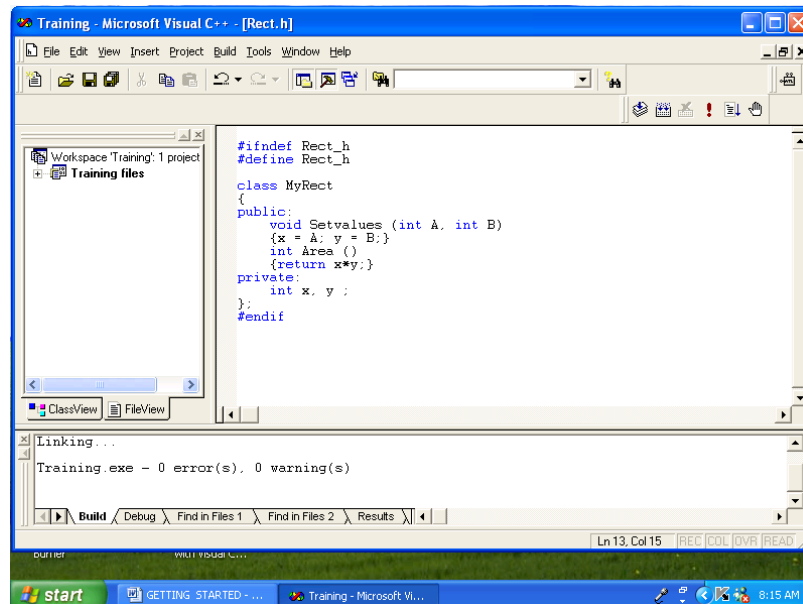 Training - Microsoft Visual C++ - [Rect.h]
File Edit View Insert Project Build Tools Window Help
Workspace 'Training': 1 project
Training files
ClassView FileView
#ifndef Rect_h
#define Rect_h
class MyRect
{
public:
void Setvalues (int A, int B)
{x = A; y = B;}
int Area ()
{return x*y;}
private:
int x, y ;
};
#endif
Linking...
Training.exe - 0 error(s), 0 warning(s)
Build Debug Find in Files 1 Find in Files 2 Results
Ln 13, Col 15 REC COL OVR READ
Burner with Visual C...
start GETTING STARTED - ... Training - Microsoft Vi... 8:15 AM